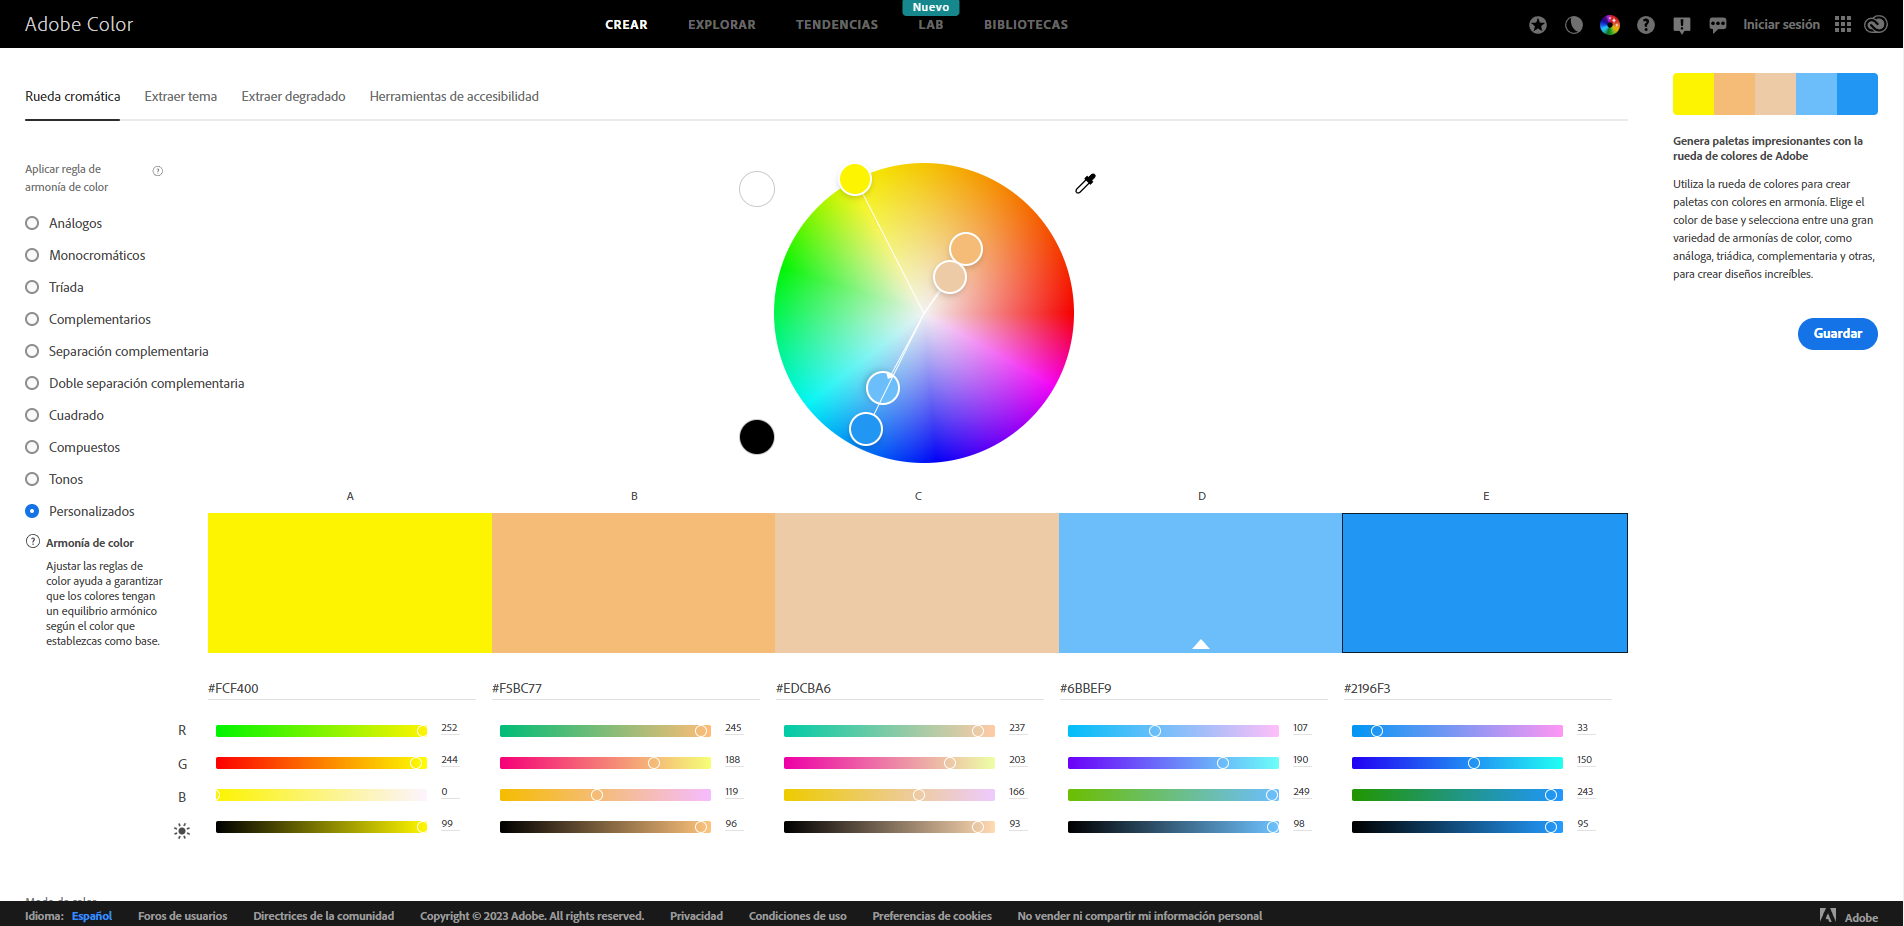 Adobe Color
CREAR
EXPLORAR
TENDENCIAS
Nuevo
LAB
BIBLIOTECAS
Iniciar sesión
Rueda cromática
Extraer tema
Extraer degradado
Herramientas de accesibilidad
Genera paletas impresionantes con la
rueda de colores de Adobe
Utiliza la rueda de colores para crear
paletas con colores en armonía. Elige el
color de base y selecciona entre una gran
variedad de armonías de color, como
análoga, triádica, complementaria y otras,
para crear diseños increíbles.
Guardar
Aplicar regla de
armonía de color
Análogos
Monocromáticos
Tríada
Complementarios
Separación complementaria
Doble separación complementaria
Cuadrado
Compuestos
Tonos
Personalizados
Armonía de color
Ajustar las reglas de
color ayuda a garantizar
que los colores tengan
un equilibrio armónico
según el color que
establezcas como base.
A B C D E
#FCF400 #F5BC77 #EDCBA6 #6BBEF9 #2196F3
R 252 245 237 107 33
G 244 188 203 190 150
B 0 119 166 249 243
99 96 93 98 95
Modo de color
Idioma: Español
Foros de usuarios
Directrices de la comunidad
Copyright © 2023 Adobe. All rights reserved.
Privacidad
Condiciones de uso
Preferencias de cookies
No vender ni compartir mi información personal
Adobe